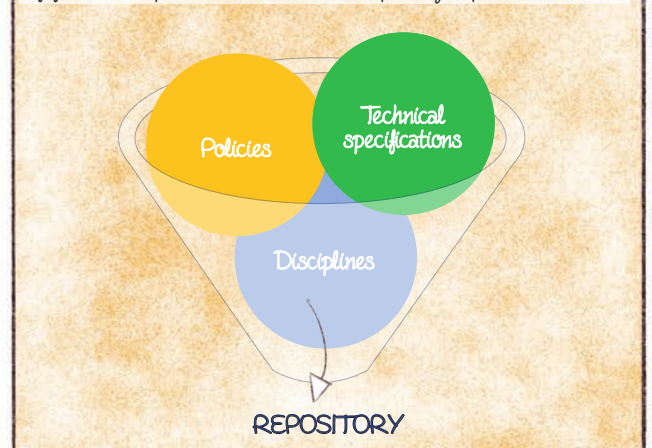 Policies
Technical
specifications
Disciplines
REPOSITORY